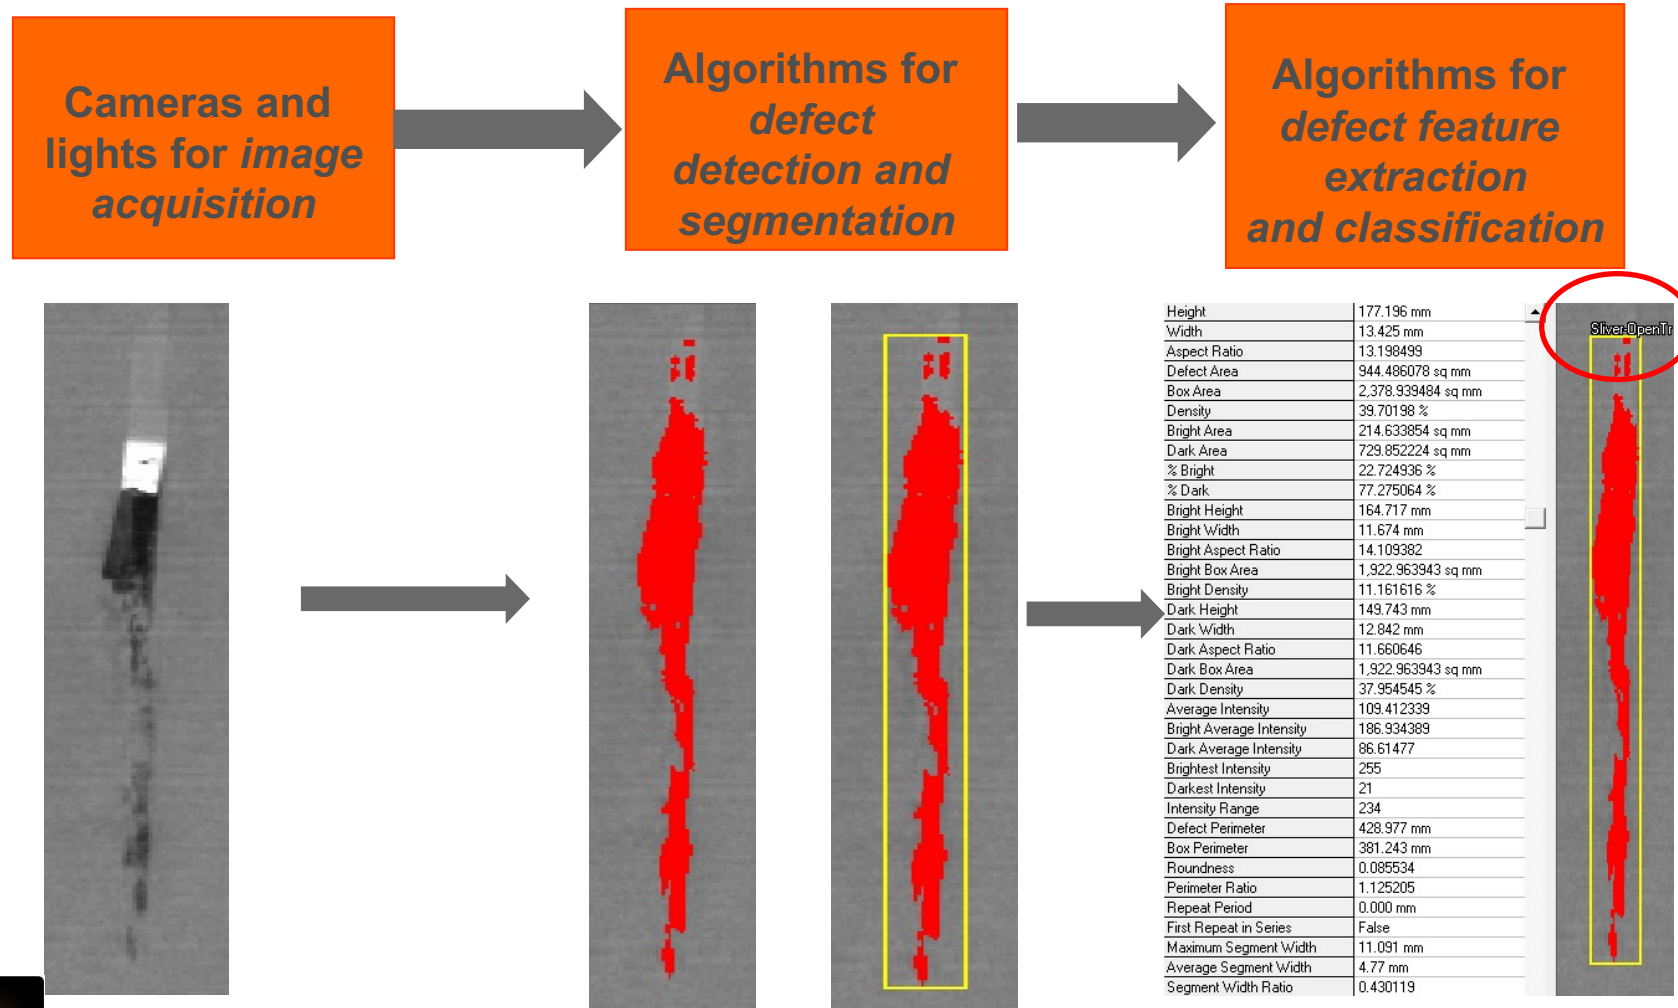 Cameras and
lights for image
acquisition
Algorithms for
defect
detection and
segmentation
Algorithms for
defect feature
extraction
and classification
Height 177.196 mm
Width 13.425 mm
Aspect Ratio 13.198499
Defect Area 944.486078 sq mm
Box Area 2,378.939484 sq mm
Density 39.70198 %
Bright Area 214.633854 sq mm
Dark Area 729.852224 sq mm
% Bright 22.724936 %
% Dark 77.275064 %
Bright Height 164.717 mm
Bright Width 11.674 mm
Bright Aspect Ratio 14.109382
Bright Box Area 1,922.963943 sq mm
Bright Density 11.161616 %
Dark Height 149.743 mm
Dark Width 12.842 mm
Dark Aspect Ratio 11.660646
Dark Box Area 1,922.963943 sq mm
Dark Density 37.954545 %
Average Intensity 109.412339
Bright Average Intensity 186.934389
Dark Average Intensity 86.61477
Brightest Intensity 255
Darkest Intensity 21
Intensity Range 234
Defect Perimeter 428.977 mm
Box Perimeter 381.243 mm
Roundness 0.085534
Perimeter Ratio 1.125205
Repeat Period 0.000 mm
First Repeat in Series False
Maximum Segment Width 11.091 mm
Average Segment Width 4.77 mm
Segment Width Ratio 0.430119
Sliver-OpenTr